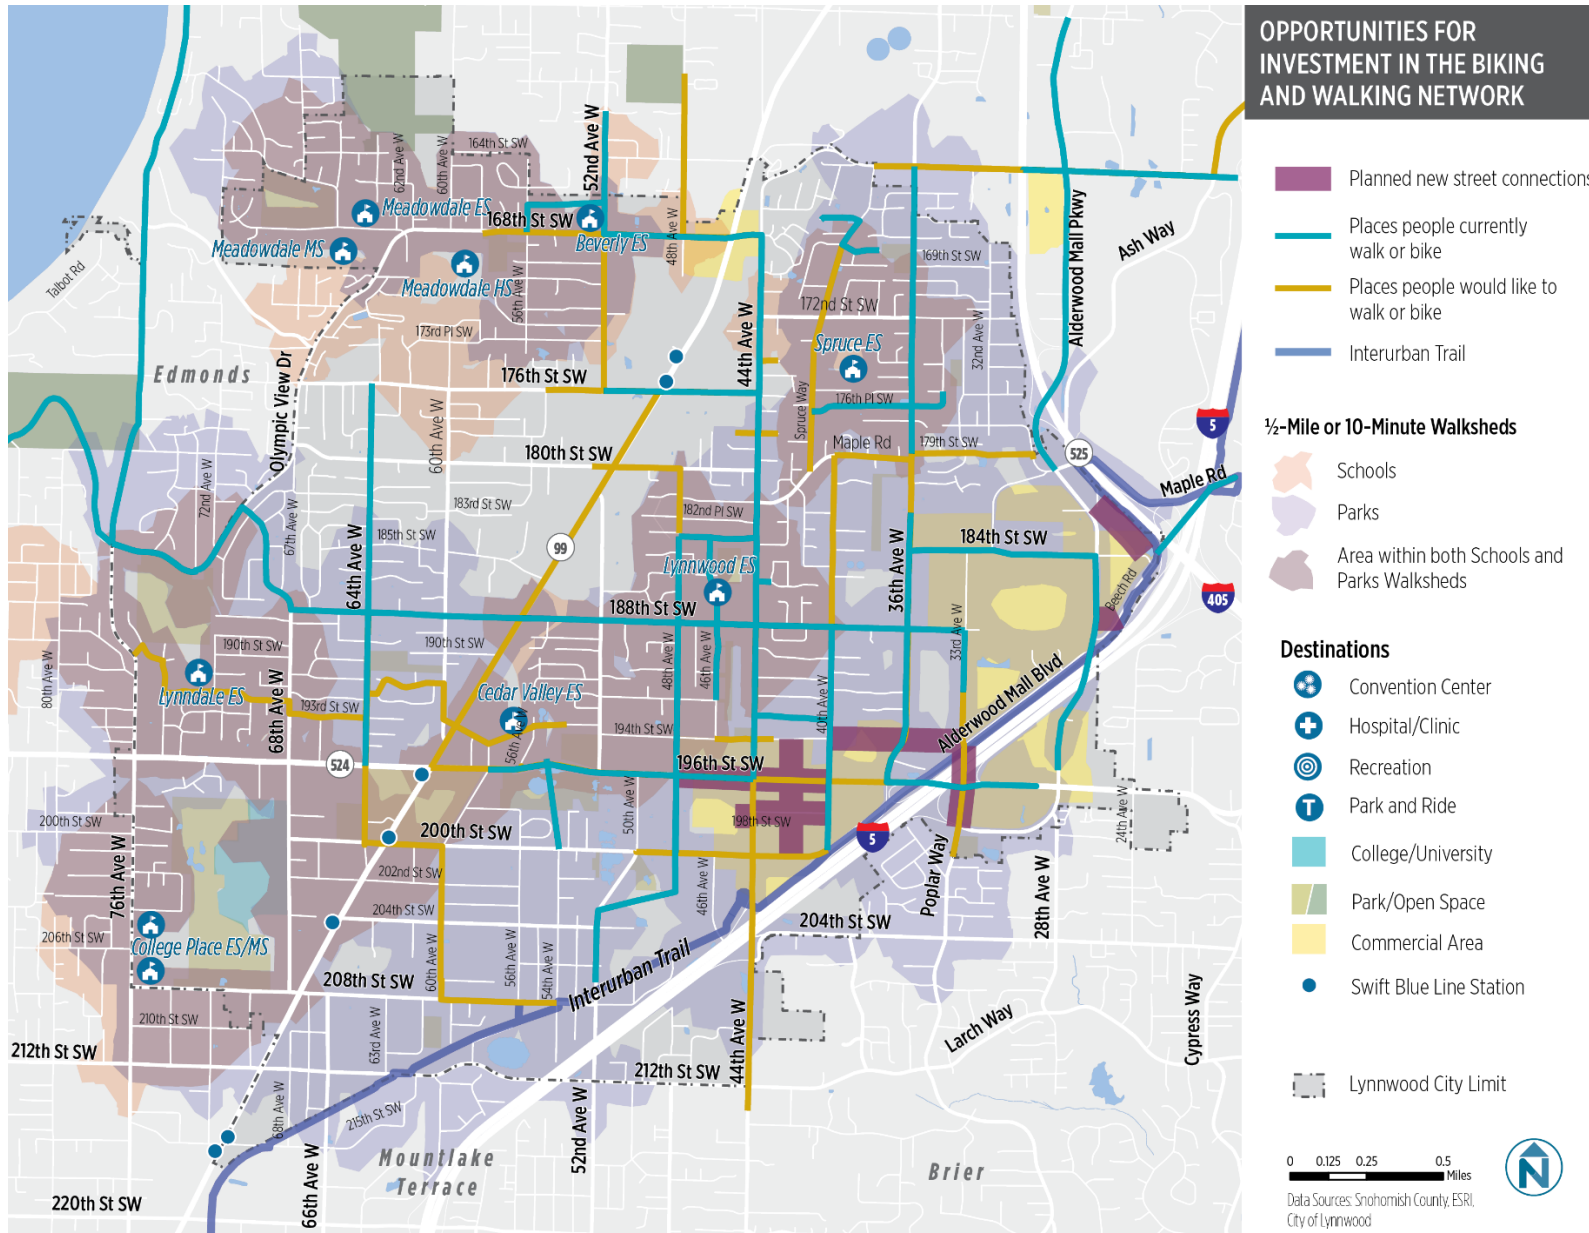 OPPORTUNITIES FOR
INVESTMENT IN THE BIKING
AND WALKING NETWORK
Planned new street connections
Places people currently
walk or bike
Places people would like to
walk or bike
Interurban Trail
½-Mile or 10-Minute Walksheds
Schools
Parks
Area within both Schools and
Parks Walksheds
Destinations
Convention Center
Hospital/Clinic
Recreation
T
Park and Ride
College/University
Park/Open Space
Commercial Area
Swift Blue Line Station
Lynnwood City Limit
0 0.125 0.25 0.5
Miles
N
Data Sources: Snohomish County, ESRI,
City of Lynnwood
52nd Ave W
62nd Ave W
60th Ave W
164th St SW
Meadowdale ES
168th St SW
Beverly ES
48th Ave W
Meadowdale MS
Meadowdale HS
56th Ave W
Talbot Rd
173rd Pl SW
Edmonds
Olympic View Dr
176th St SW
44th Ave W
169th St SW
172nd St SW
32nd Ave W
Spruce ES
176th Pl SW
Spruce Way
Alderwood Mall Pkwy
Ash Way
5
60th Ave W
180th St SW
Maple Rd
179th St SW
525
Maple Rd
72nd Ave W
67th Ave W
183rd St SW
182nd Pl SW
185th St SW
64th Ave W
99
Lynnwood ES
36th Ave W
184th St SW
Beech Rd
405
188th St SW
190th St SW
190th St SW
48th Ave W
46th Ave W
33rd Ave W
80th Ave W
Lynndale ES
68th Ave W
193rd St SW
Cedar Valley ES
56th Ave W
194th St SW
40th Ave W
Alderwood Mall Blvd
524
196th St SW
200th St SW
200th St SW
50th Ave W
198th St SW
5
24th Ave W
76th Ave W
202nd St SW
204th St SW
46th Ave W
Poplar Way
28th Ave W
204th St SW
206th St SW
College Place ES/MS
208th St SW
60th Ave W
56th Ave W
54th Ave W
Interurban Trail
210th St SW
63rd Ave W
212th St SW
212th St SW
44th Ave W
Larch Way
Cypress Way
68th Ave W
215th St SW
52nd Ave W
66th Ave W
Mountlake
Terrace
Brier
220th St SW